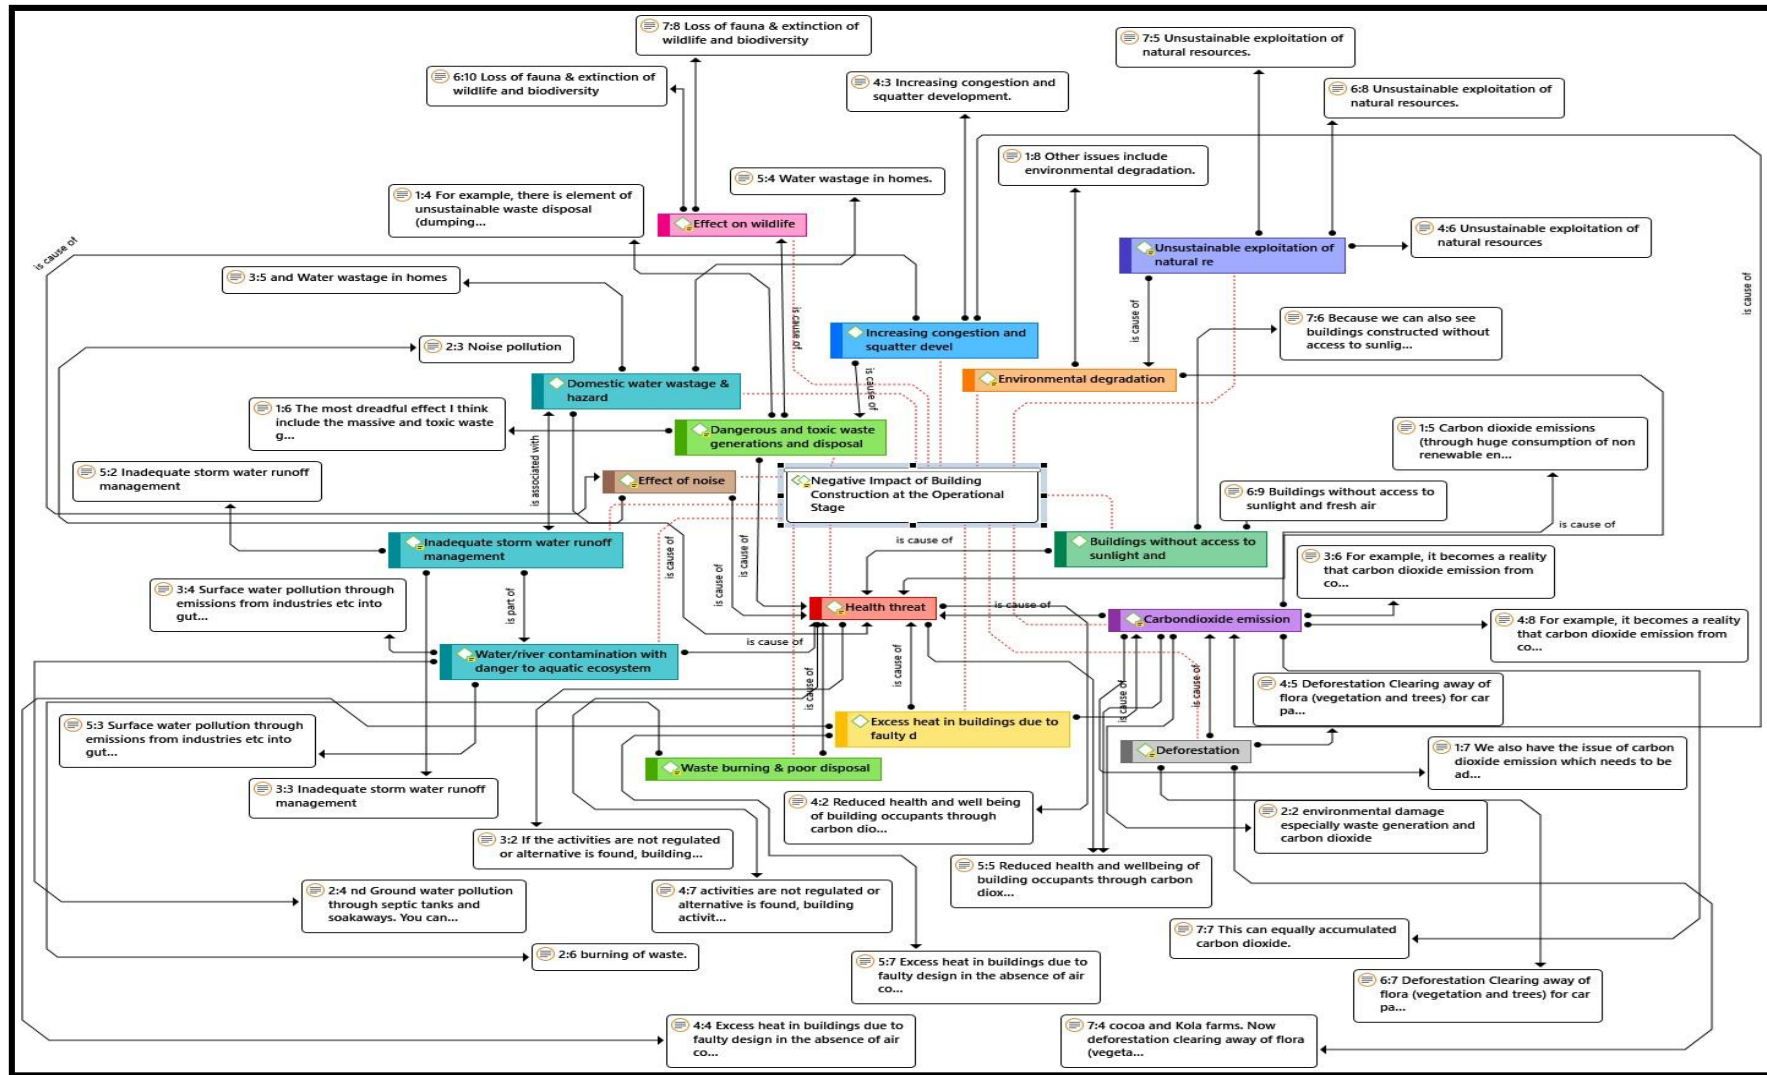 7:8 Loss of fauna & extinction of
wildlife and biodiversity
7:5 Unsustainable exploitation of
natural resources.
6:10 Loss of fauna & extinction of
wildlife and biodiversity
4:3 Increasing congestion and
squatter development.
6:8 Unsustainable exploitation of
natural resources.
1:8 Other issues include
environmental degradation.
5:4 Water wastage in homes.
1:4 For example, there is element of
unsustainable waste disposal
(dumping...
Effect on wildlife
4:6 Unsustainable exploitation of
natural resources
Unsustainable exploitation of
natural re
is cause of
3:5 and Water wastage in homes
is cause of
is cause of
is cause of
7:6 Because we can also see
buildings constructed without
access to sunlig...
Increasing congestion and
squatter devel
2:3 Noise pollution
Environmental degradation
Domestic water wastage &
hazard
is cause of
1:6 The most dreadful effect I think
include the massive and toxic waste
g...
Dangerous and toxic waste
generations and disposal
1:5 Carbon dioxide emissions
(through huge consumption of non
renewable en...
5:2 Inadequate storm water runoff
management
is associated with
Effect of noise
Negative Impact of Building
Construction at the Operational
Stage
6:9 Buildings without access to
sunlight and fresh air
is cause of
Inadequate storm water runoff
management
is cause of
is cause of
is cause of
is cause of
Buildings without access to
sunlight and
3:6 For example, it becomes a reality
that carbon dioxide emission from
co...
3:4 Surface water pollution through
emissions from industries etc into
gut...
is part of
Health threat
is cause of
Carbondioxide emission
4:8 For example, it becomes a reality
that carbon dioxide emission from
co...
is cause of
Water/river contamination with
danger to aquatic ecosystem
is cause of
is cause of
is cause of
is cause of
4:5 Deforestation Clearing away of
flora (vegetation and trees) for car
pa...
5:3 Surface water pollution through
emissions from industries etc into
gut...
Excess heat in buildings due to
faulty d
Deforestation
1:7 We also have the issue of carbon
dioxide emission which needs to be
ad...
Waste burning & poor disposal
3:3 Inadequate storm water runoff
management
4:2 Reduced health and well being
of building occupants through
carbon dio...
2:2 environmental damage
especially waste generation and
carbon dioxide
3:2 If the activities are not regulated
or alternative is found, building...
5:5 Reduced health and wellbeing of
building occupants through carbon
diox...
2:4 nd Ground water pollution
through septic tanks and
soakaways. You can...
4:7 activities are not regulated or
alternative is found, building
activit...
7:7 This can equally accumulated
carbon dioxide.
2:6 burning of waste.
5:7 Excess heat in buildings due to
faulty design in the absence of air
co...
6:7 Deforestation Clearing away of
flora (vegetation and trees) for car
pa...
4:4 Excess heat in buildings due to
faulty design in the absence of air
co...
7:4 cocoa and Kola farms. Now
deforestation clearing away of flora
(vegeta...